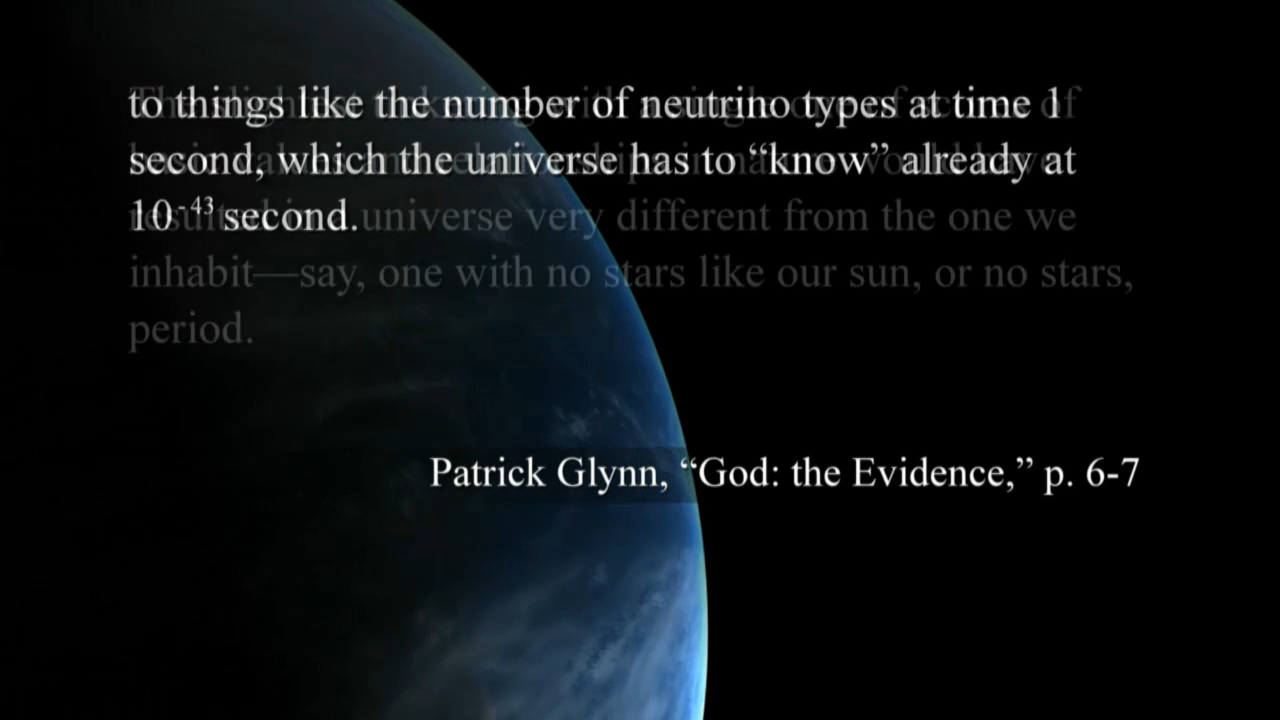 to things like the number of neutrino types at time 1
second, which the universe has to “know” already at
10-43 second.
universe very different from the one we
inhabit—say, one with no stars like our sun, or no stars,
period.
Patrick Glynn, “God: the Evidence,” p. 6-7